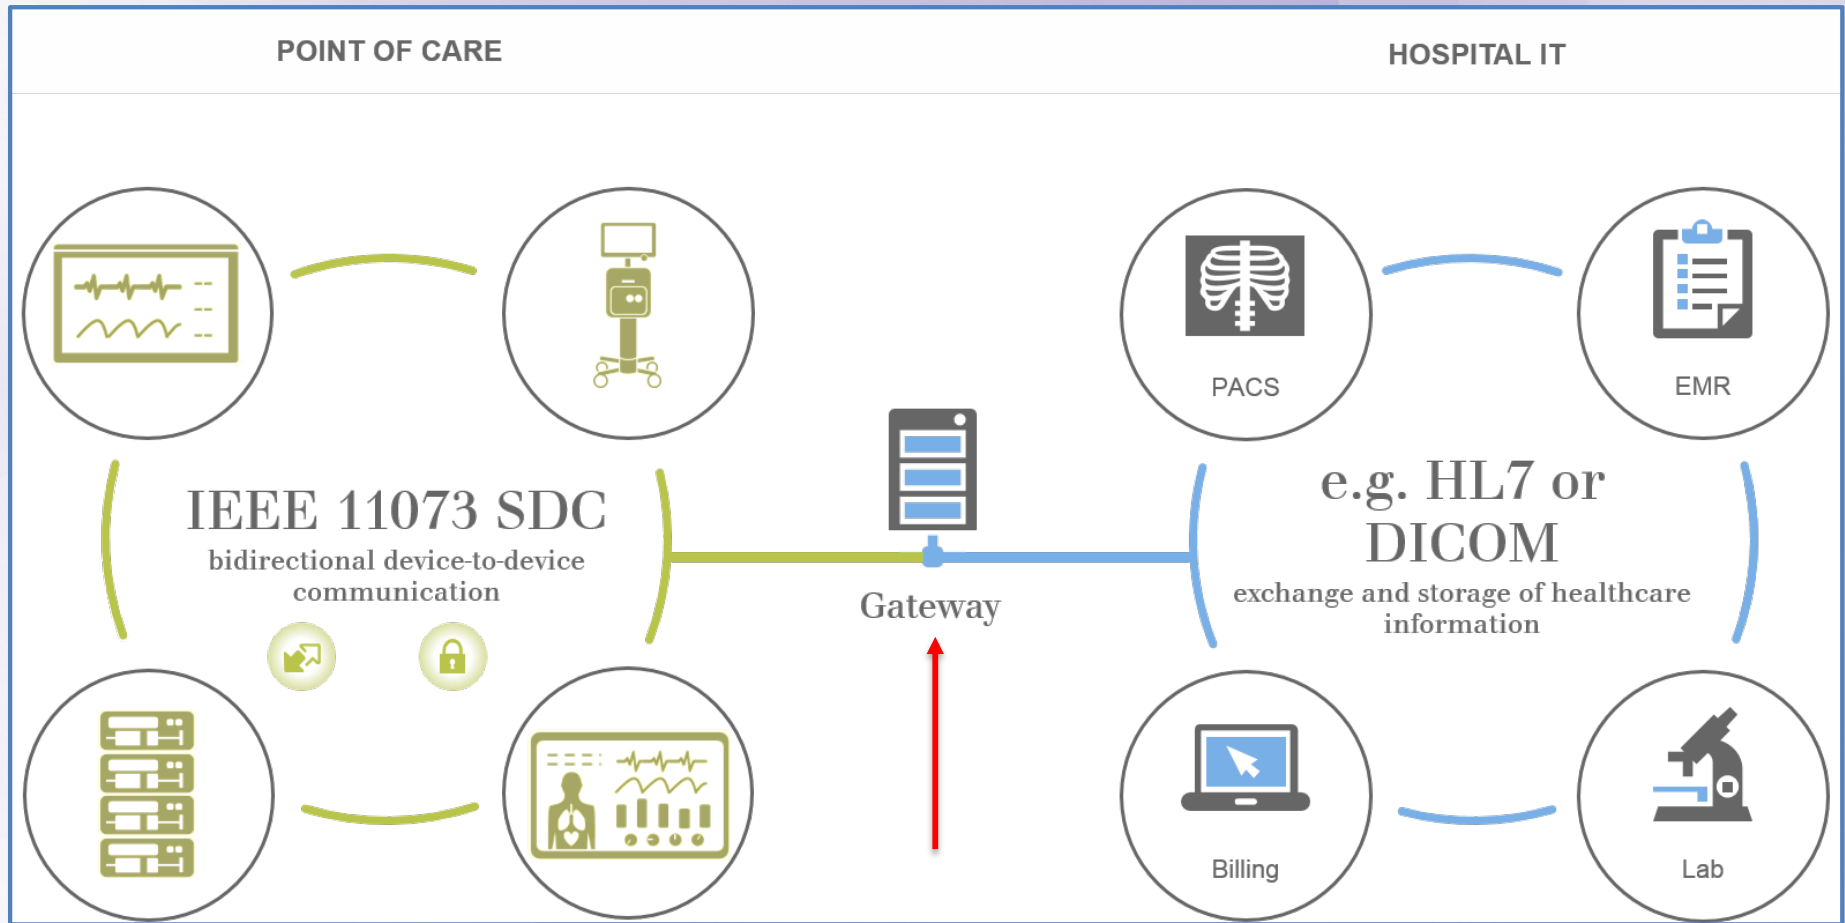 POINT OF CARE
HOSPITAL IT
IEEE 11073 SDC
bidirectional device-to-device
communication
Gateway
PACS
EMR
e.g. HL7 or
DICOM
exchange and storage of healthcare
information
Billing
Lab